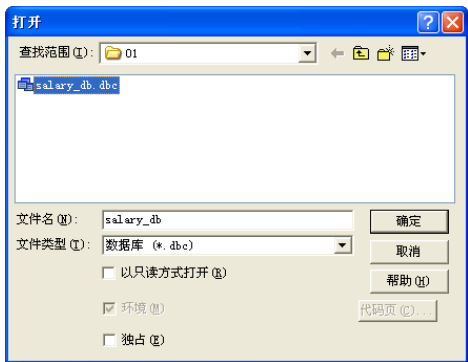 打开
查找范围(I): 01
salary_db.dbc
文件名(N): salary_db 确定
文件类型(T): 数据库 (*.dbc) 取消
以只读方式打开(R) 帮助(H)
环境(M) 代码页(C)...
独占(E)